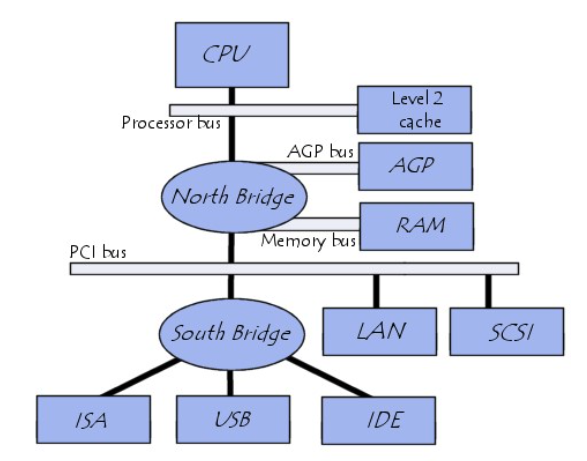 CPU
Level 2
cache
Processor bus
AGP bus
AGP
North Bridge
RAM
Memory bus
PCI bus
South Bridge
LAN
SCSI
ISA
USB
IDE